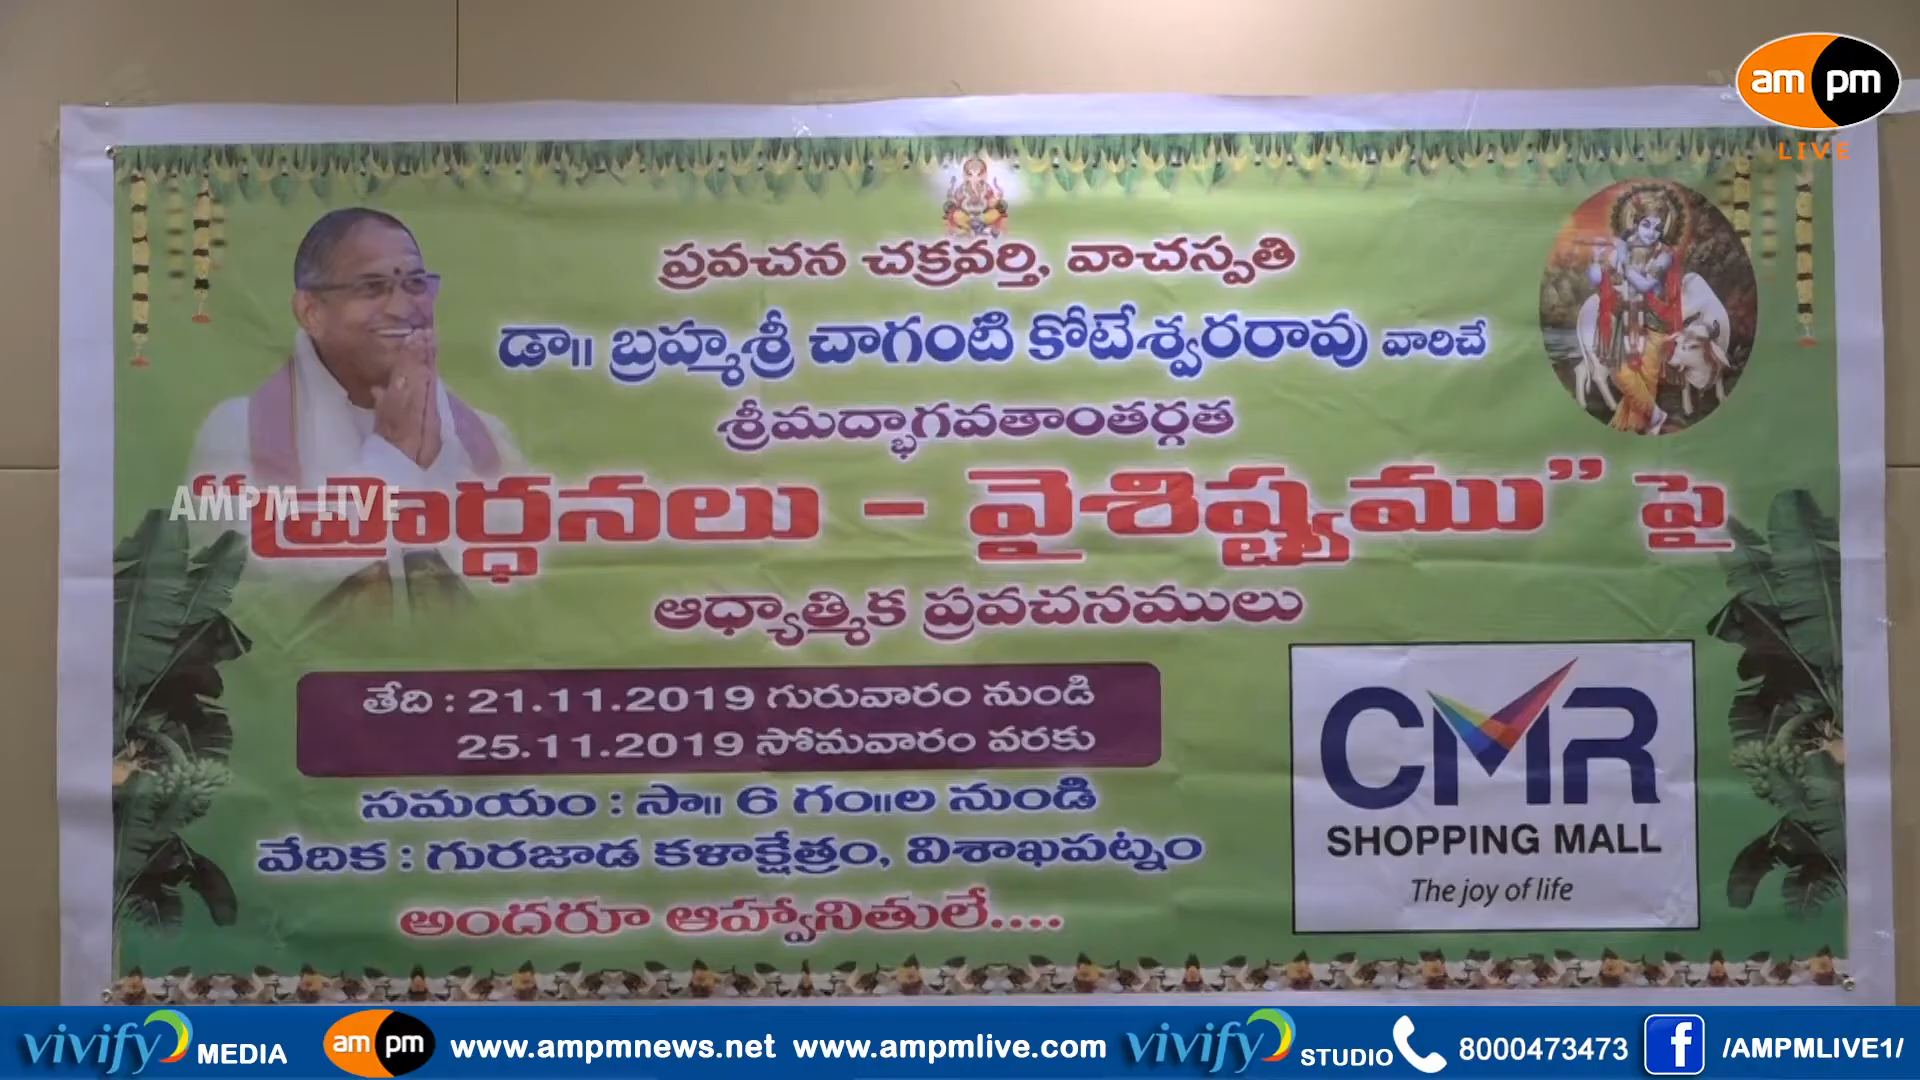 am pm
LIVE
ప్రవచన చక్రవర్తి, వాచస్పతి
డా॥ బ్రహ్మశ్రీ చాగంటి కోటేశ్వరరావు వారిచే
శ్రీమద్భాగవతాంతర్గత
"ప్రార్ధనలు - వైశిష్ట్యము" పై
AMPM LIVE
ఆధ్యాత్మిక ప్రవచనములు
తేది : 21.11.2019 గురువారం నుండి
25.11.2019 సోమవారం వరకు
సమయం : సా॥ 6 గం॥ల నుండి
వేదిక : గురజాడ కళాక్షేత్రం, విశాఖపట్నం
అందరూ ఆహ్వానితులే....
CMR
SHOPPING MALL
The joy of life
vivify MEDIA am pm www.ampmnews.net www.ampmlive.com vivify STUDIO 8000473473 f /AMPMLIVE1/